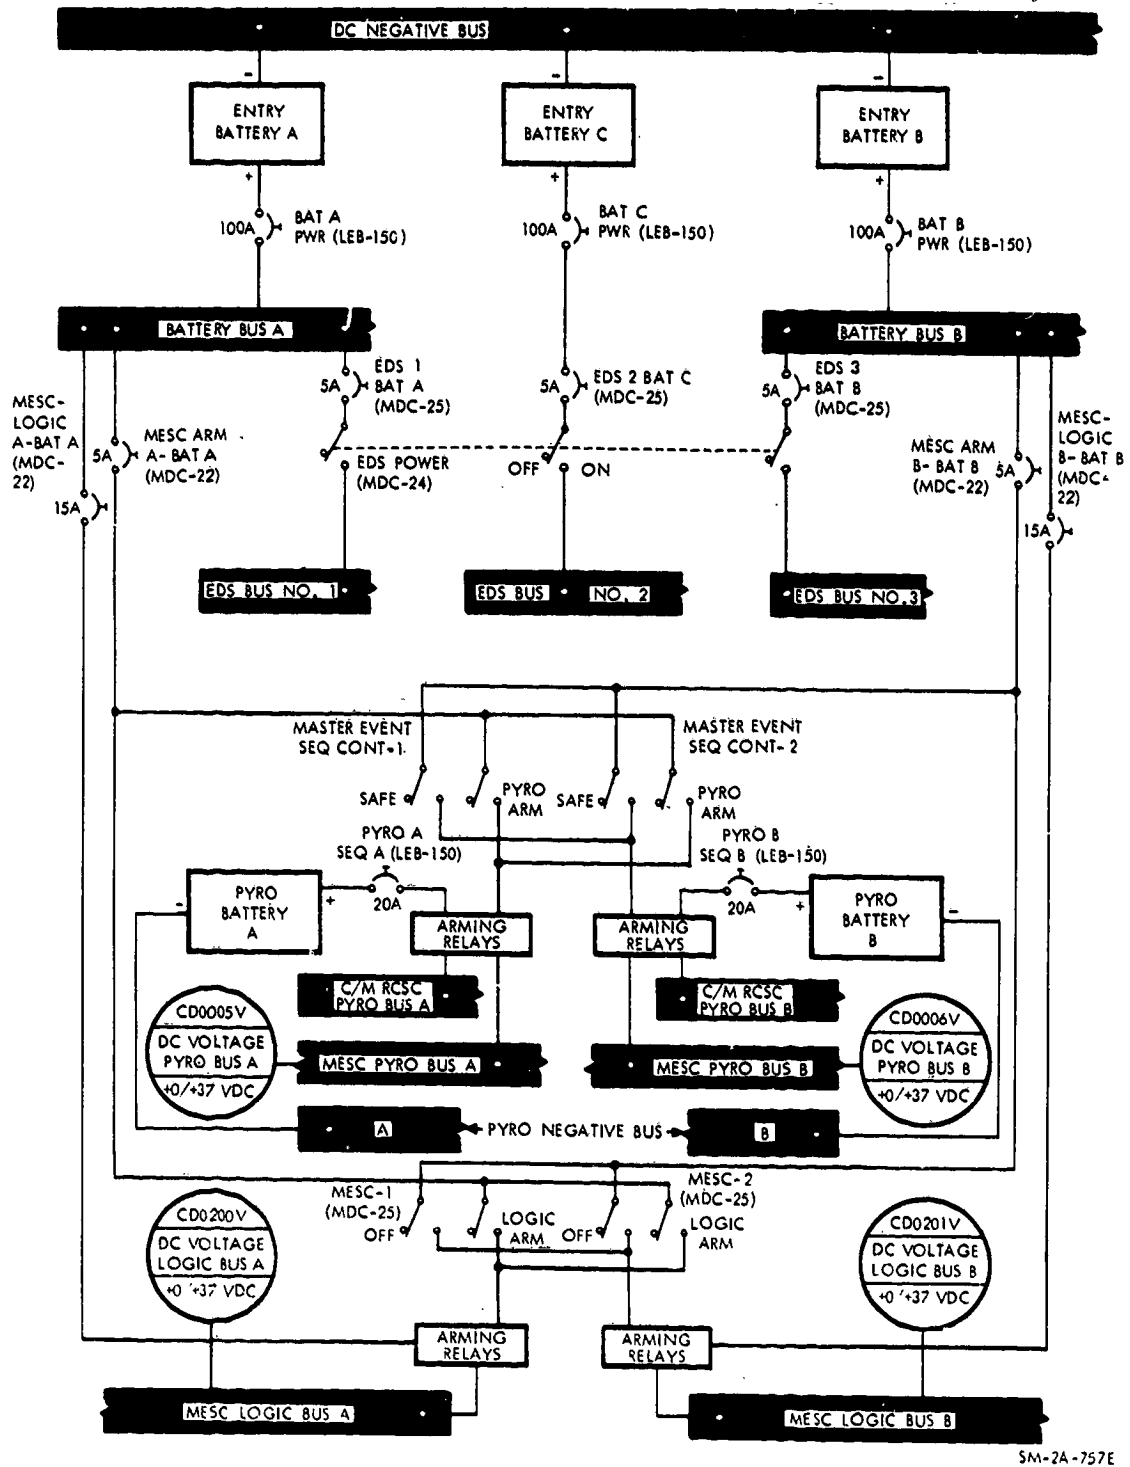 DC NEGATIVE BUS
-
-
-
ENTRY
BATTERY A
ENTRY
BATTERY C
ENTRY
BATTERY B
+
+
+
100A
BAT A
PWR (LEB-150)
100A
BAT C
PWR (LEB-150)
100A
BAT B
PWR (LEB-150)
BATTERY BUS A
BATTERY BUS B
5A
EDS 1
BAT A
(MDC-25)
5A
EDS 2 BAT C
(MDC-25)
5A
EDS 3
BAT B
(MDC-25)
MESC-
LOGIC
A-BAT A
(MDC-
22)
15A
5A
MESC ARM
A- BAT A
(MDC-22)
EDS POWER
(MDC-24)
OFF
ON
MESC ARM
B- BAT B
(MDC-22)
5A
MESC-
LOGIC
B- BAT B
(MDC-
22)
15A
EDS BUS NO. 1
EDS BUS NO. 2
EDS BUS NO.3
MASTER EVENT
SEQ CONT-1
MASTER EVENT
SEQ CONT-2
SAFE
PYRO
ARM
SAFE
PYRO
ARM
PYRO A
SEQ A (LEB-150)
20A
PYRO B
SEQ B (LEB-150)
20A
-
PYRO
BATTERY
A
+
ARMING
RELAYS
ARMING
RELAYS
+
PYRO
BATTERY
B
-
C/M RCSC
PYRO BUS A
C/M RCSC
PYRO BUS B
CD0005V
DC VOLTAGE
PYRO BUS A
+0/+37 VDC
MESC PYRO BUS A
MESC PYRO BUS B
CD0006V
DC VOLTAGE
PYRO BUS B
+0/+37 VDC
A
PYRO NEGATIVE BUS
B
MESC-1
(MDC-25)
OFF
LOGIC
ARM
OFF
MESC-2
(MDC-25)
LOGIC
ARM
CD0200V
DC VOLTAGE
LOGIC BUS A
+0/+37 VDC
CD0201V
DC VOLTAGE
LOGIC BUS B
+0/+37 VDC
ARMING
RELAYS
ARMING
RELAYS
MESC LOGIC BUS A
MESC LOGIC BUS B
SM-2A-757E